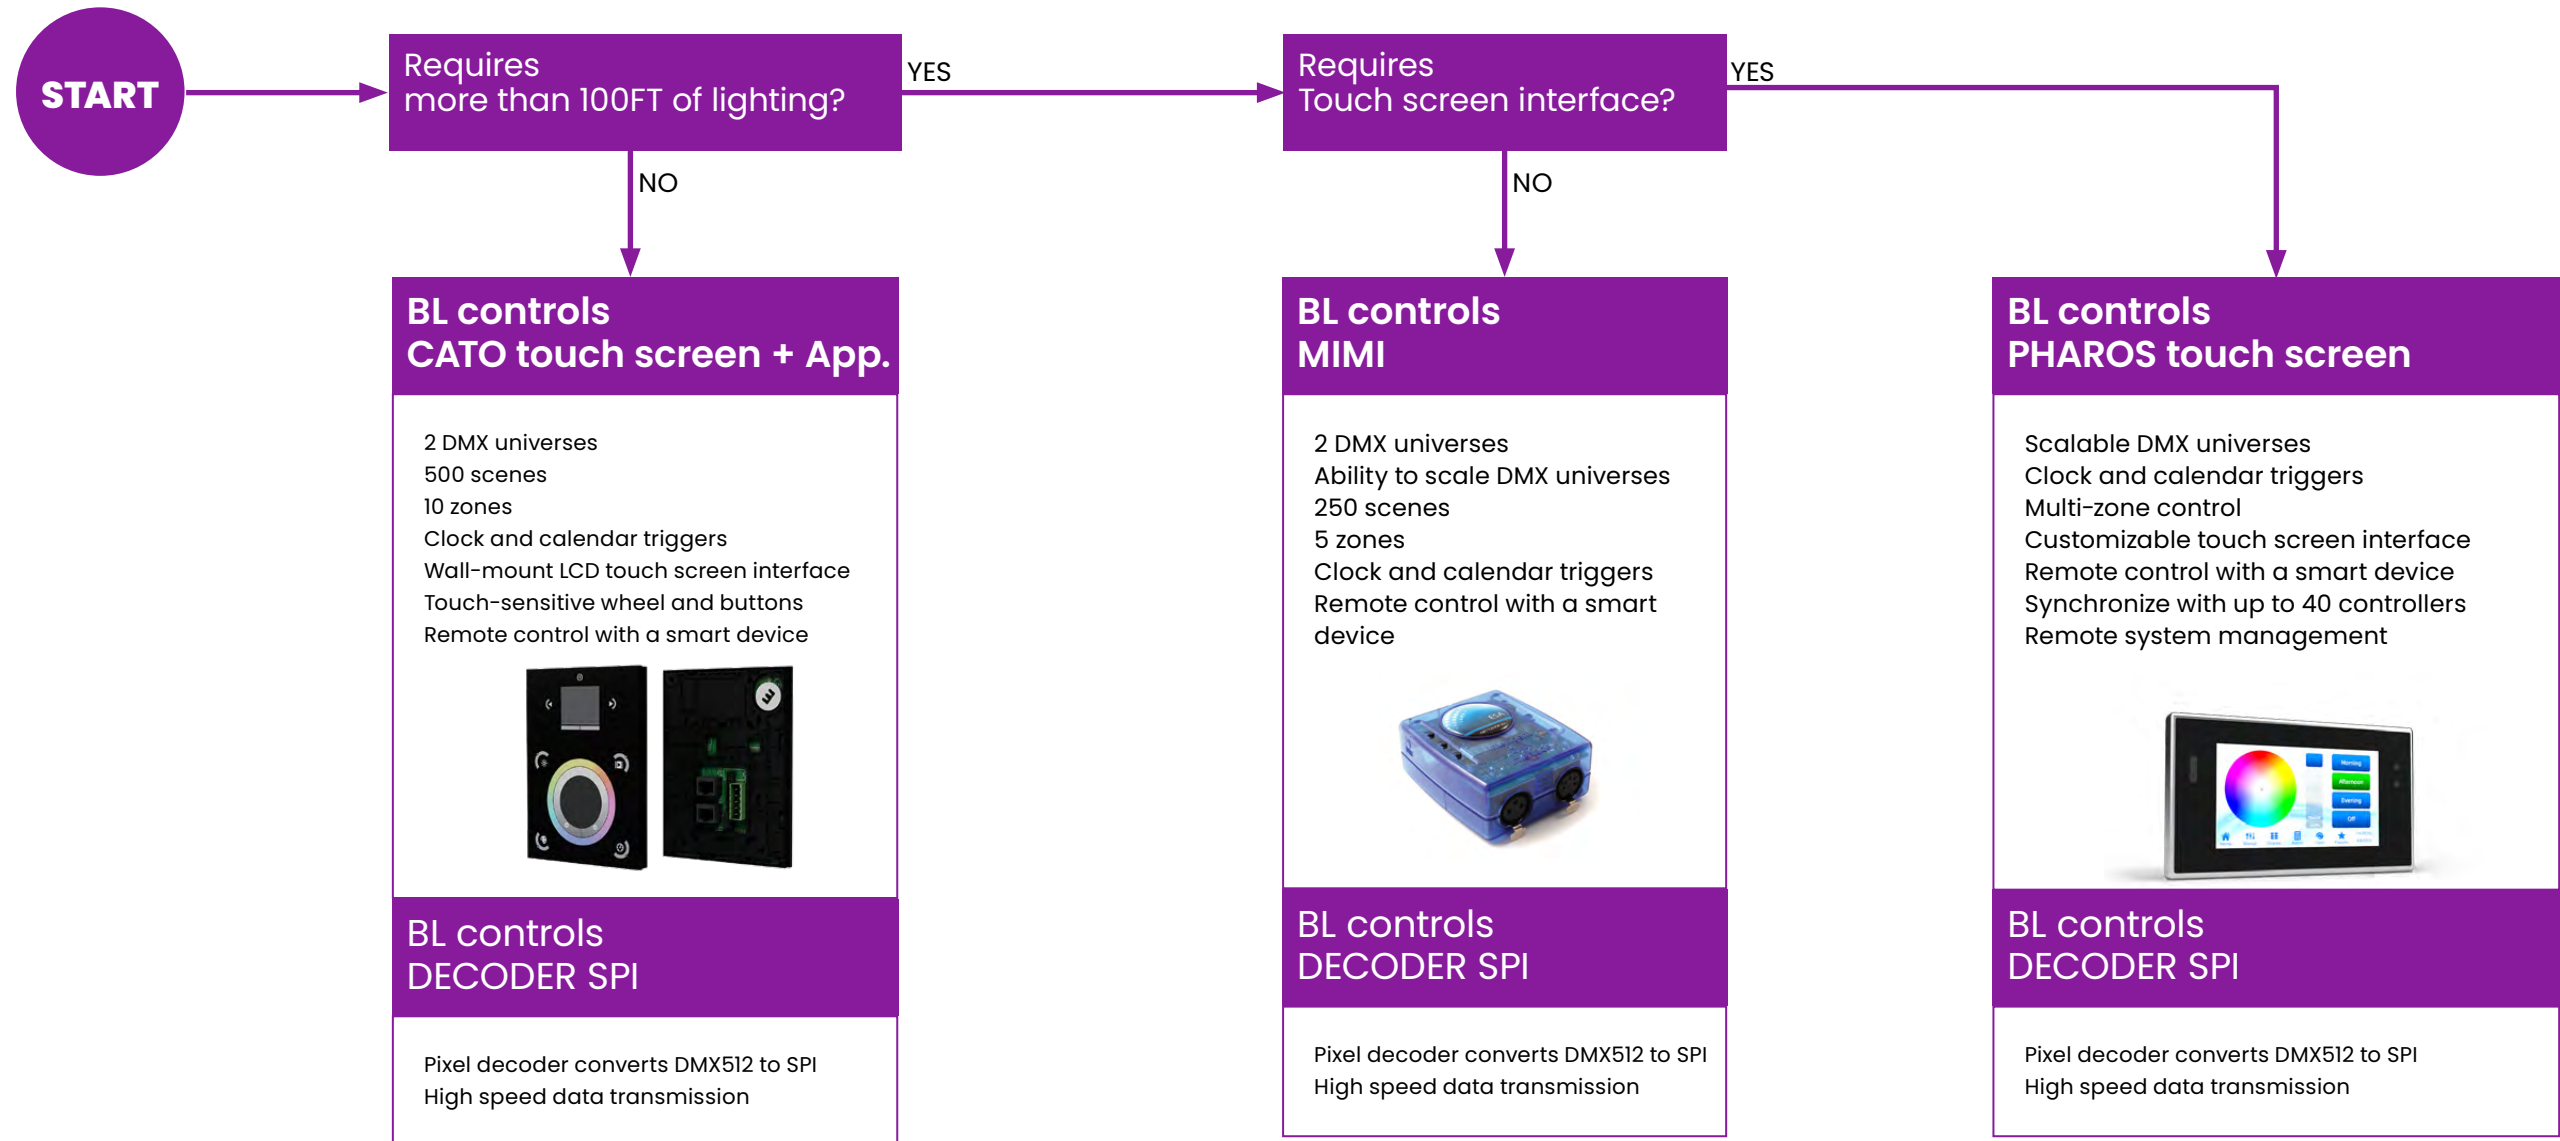 START
Requires
more than 100FT of lighting?
YES
Requires
Touch screen interface?
YES
NO
NO
BL controls
CATO touch screen + App.
2 DMX universes
500 scenes
10 zones
Clock and calendar triggers
Wall-mount LCD touch screen interface
Touch-sensitive wheel and buttons
Remote control with a smart device
BL controls
DECODER SPI
Pixel decoder converts DMX512 to SPI
High speed data transmission
BL controls
MIMI
2 DMX universes
Ability to scale DMX universes
250 scenes
5 zones
Clock and calendar triggers
Remote control with a smart
device
BL controls
DECODER SPI
Pixel decoder converts DMX512 to SPI
High speed data transmission
BL controls
PHAROS touch screen
Scalable DMX universes
Clock and calendar triggers
Multi-zone control
Customizable touch screen interface
Remote control with a smart device
Synchronize with up to 40 controllers
Remote system management
Morning
Afternoon
Evening
Off
BL controls
DECODER SPI
Pixel decoder converts DMX512 to SPI
High speed data transmission